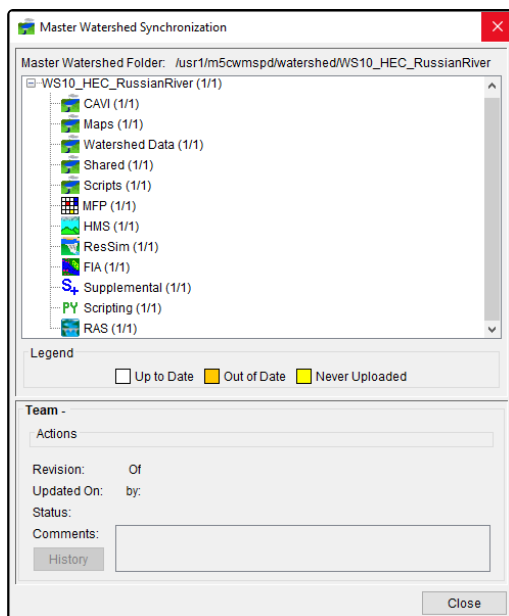 Master Watershed Synchronization
Master Watershed Folder: /usr1/m5cwmspd/watershed/WS10_HEC_RussianRiver
WS10_HEC_RussianRiver (1/1)
CAVI (1/1)
Maps (1/1)
Watershed Data (1/1)
Shared (1/1)
Scripts (1/1)
MFP (1/1)
HMS (1/1)
ResSim (1/1)
FIA (1/1)
S+ Supplemental (1/1)
PY Scripting (1/1)
RAS (1/1)
Legend
Up to Date Out of Date Never Uploaded
Team -
Actions
Revision: Of
Updated On: by:
Status:
Comments:
History
Close